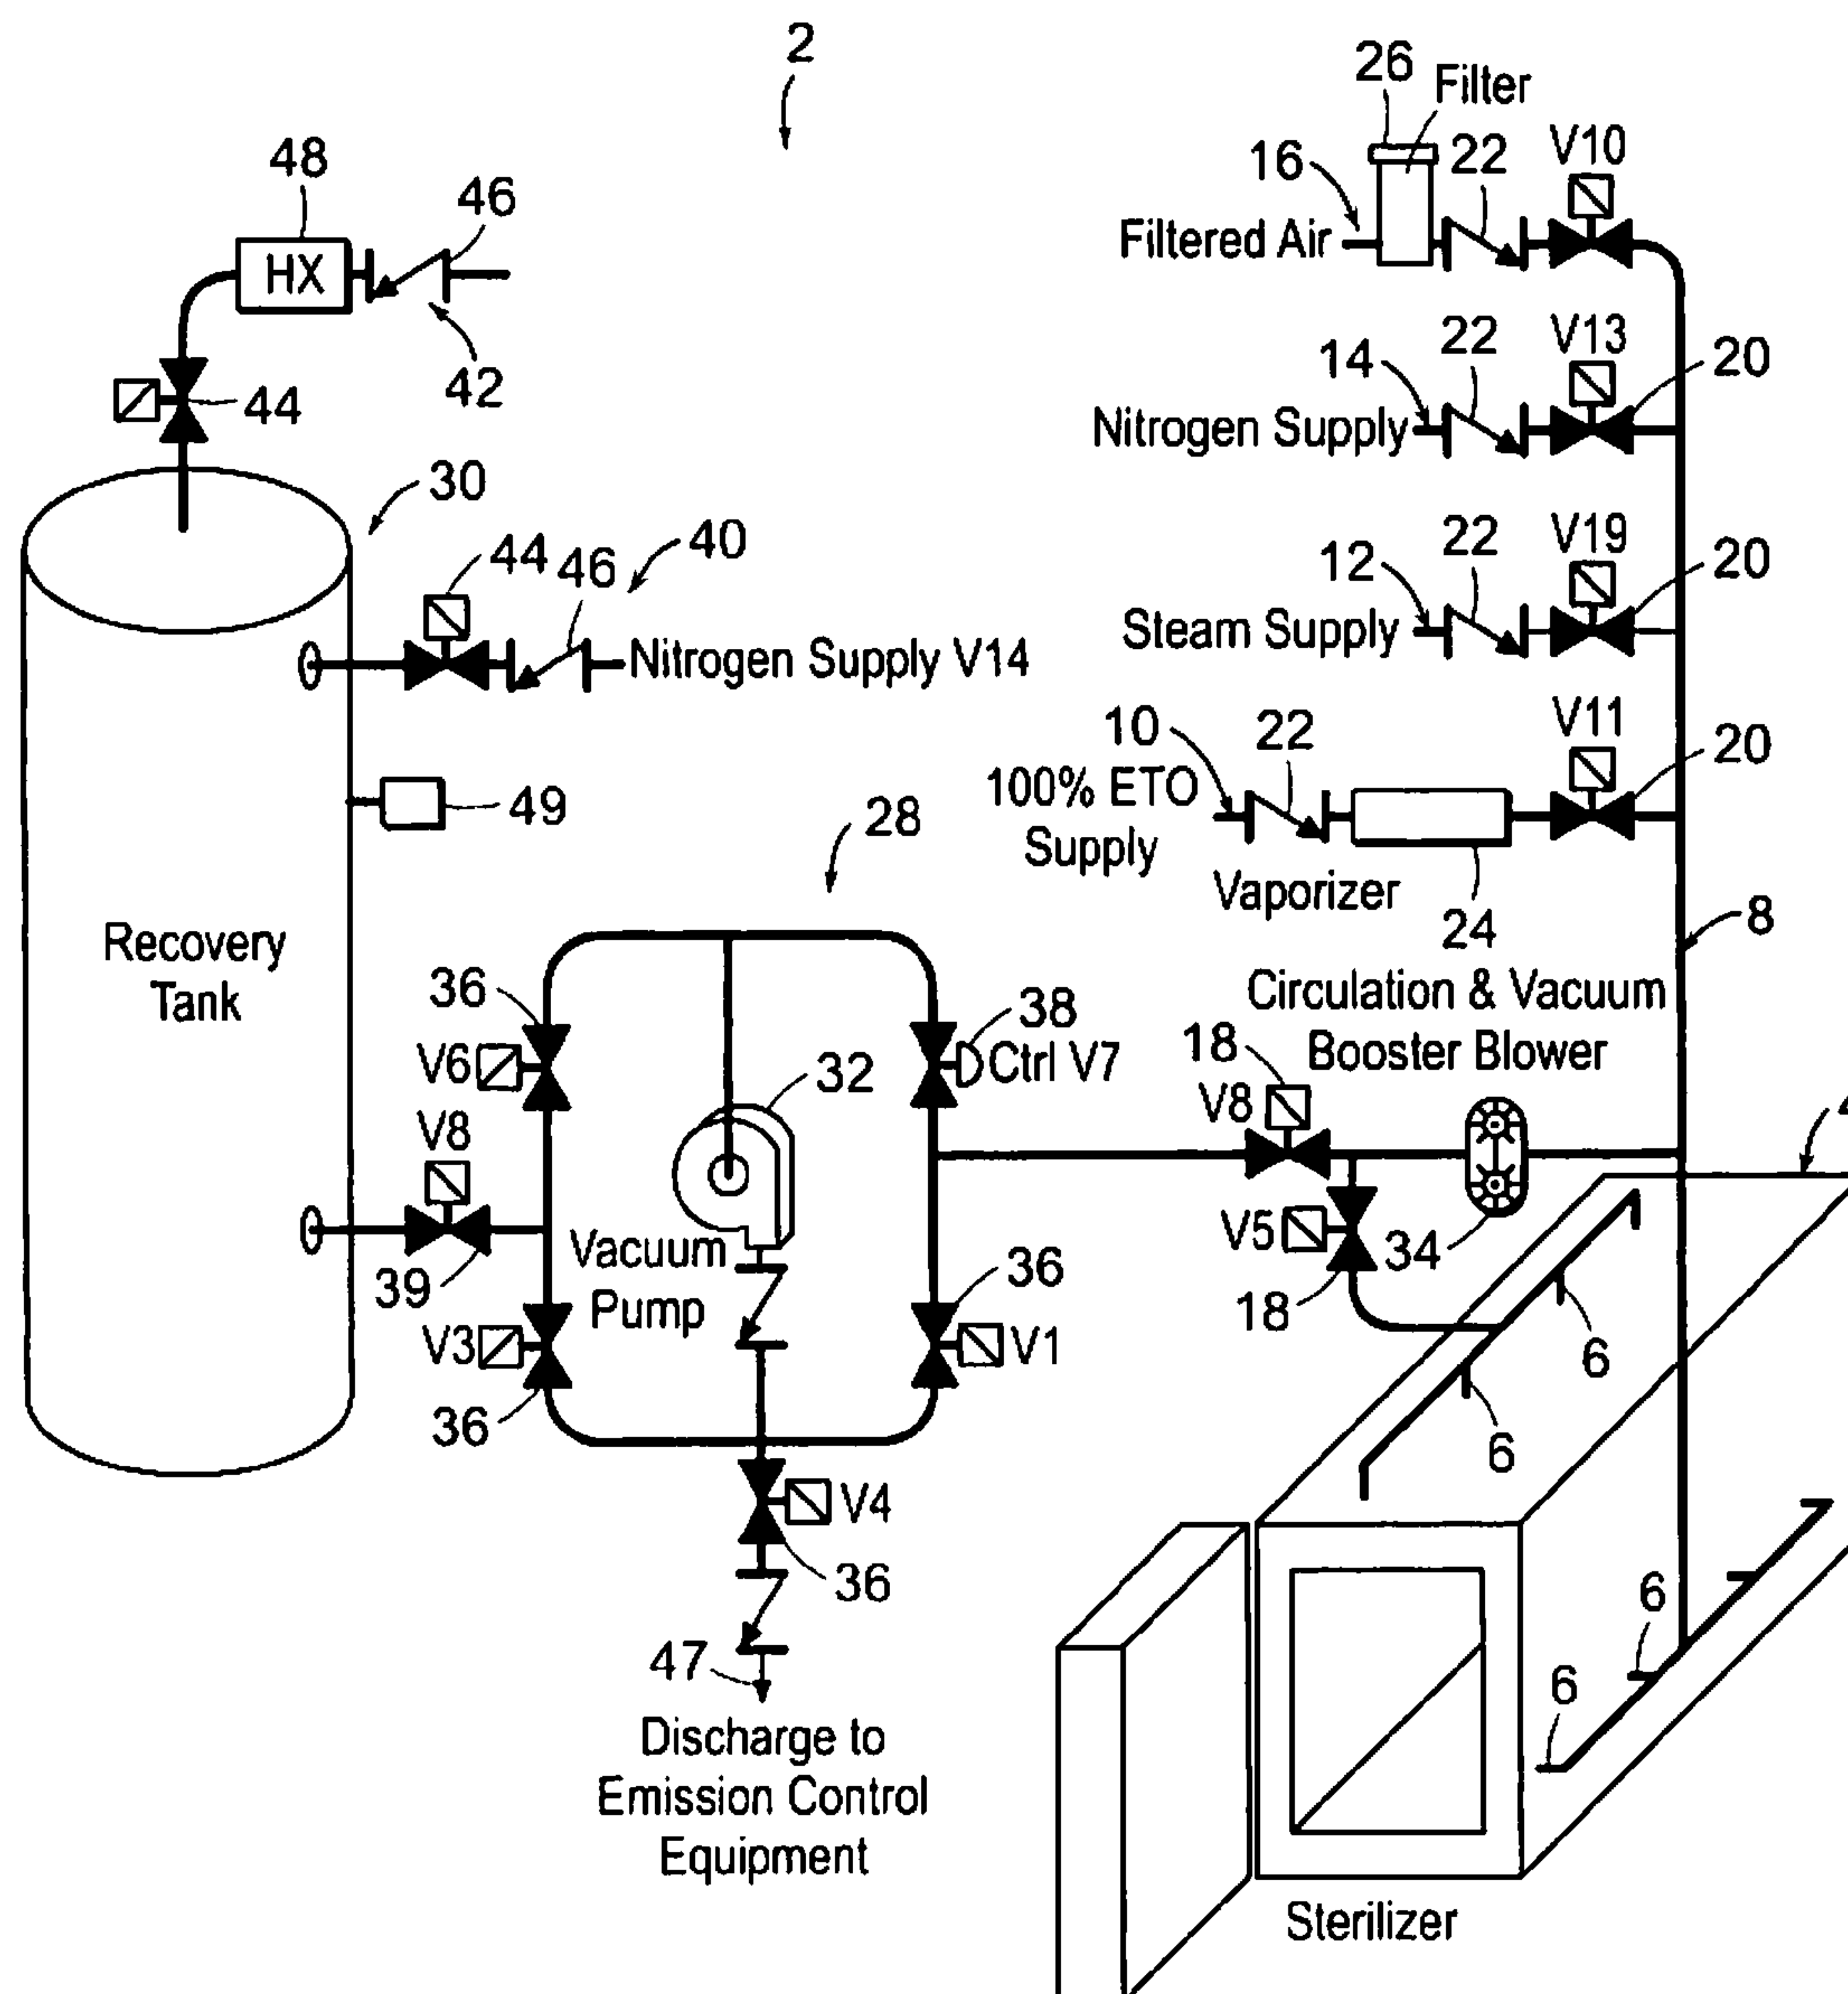 2
26
Filter
16
22
V10
Filtered Air
48
46
HX
42
44
14
22
V13
20
Nitrogen Supply
30
44
46
40
Nitrogen Supply V14
12
22
V19
20
Steam Supply
10
22
V11
20
100% ETO
Supply
Vaporizer
24
49
28
8
Recovery
Tank
36
V6
38
Ctrl V7
32
Circulation & Vacuum
Booster Blower
18
V8
V8
39
V5
34
18
4
Vacuum
Pump
36
V3
36
V1
6
6
V4
36
47
6
6
Discharge to
Emission Control
Equipment
Sterilizer